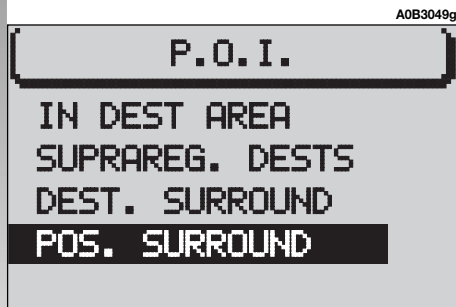 A0B3049g
P.O.I.
IN DEST AREA
SUPRAREG. DESTS
DEST. SURROUND
POS. SURROUND